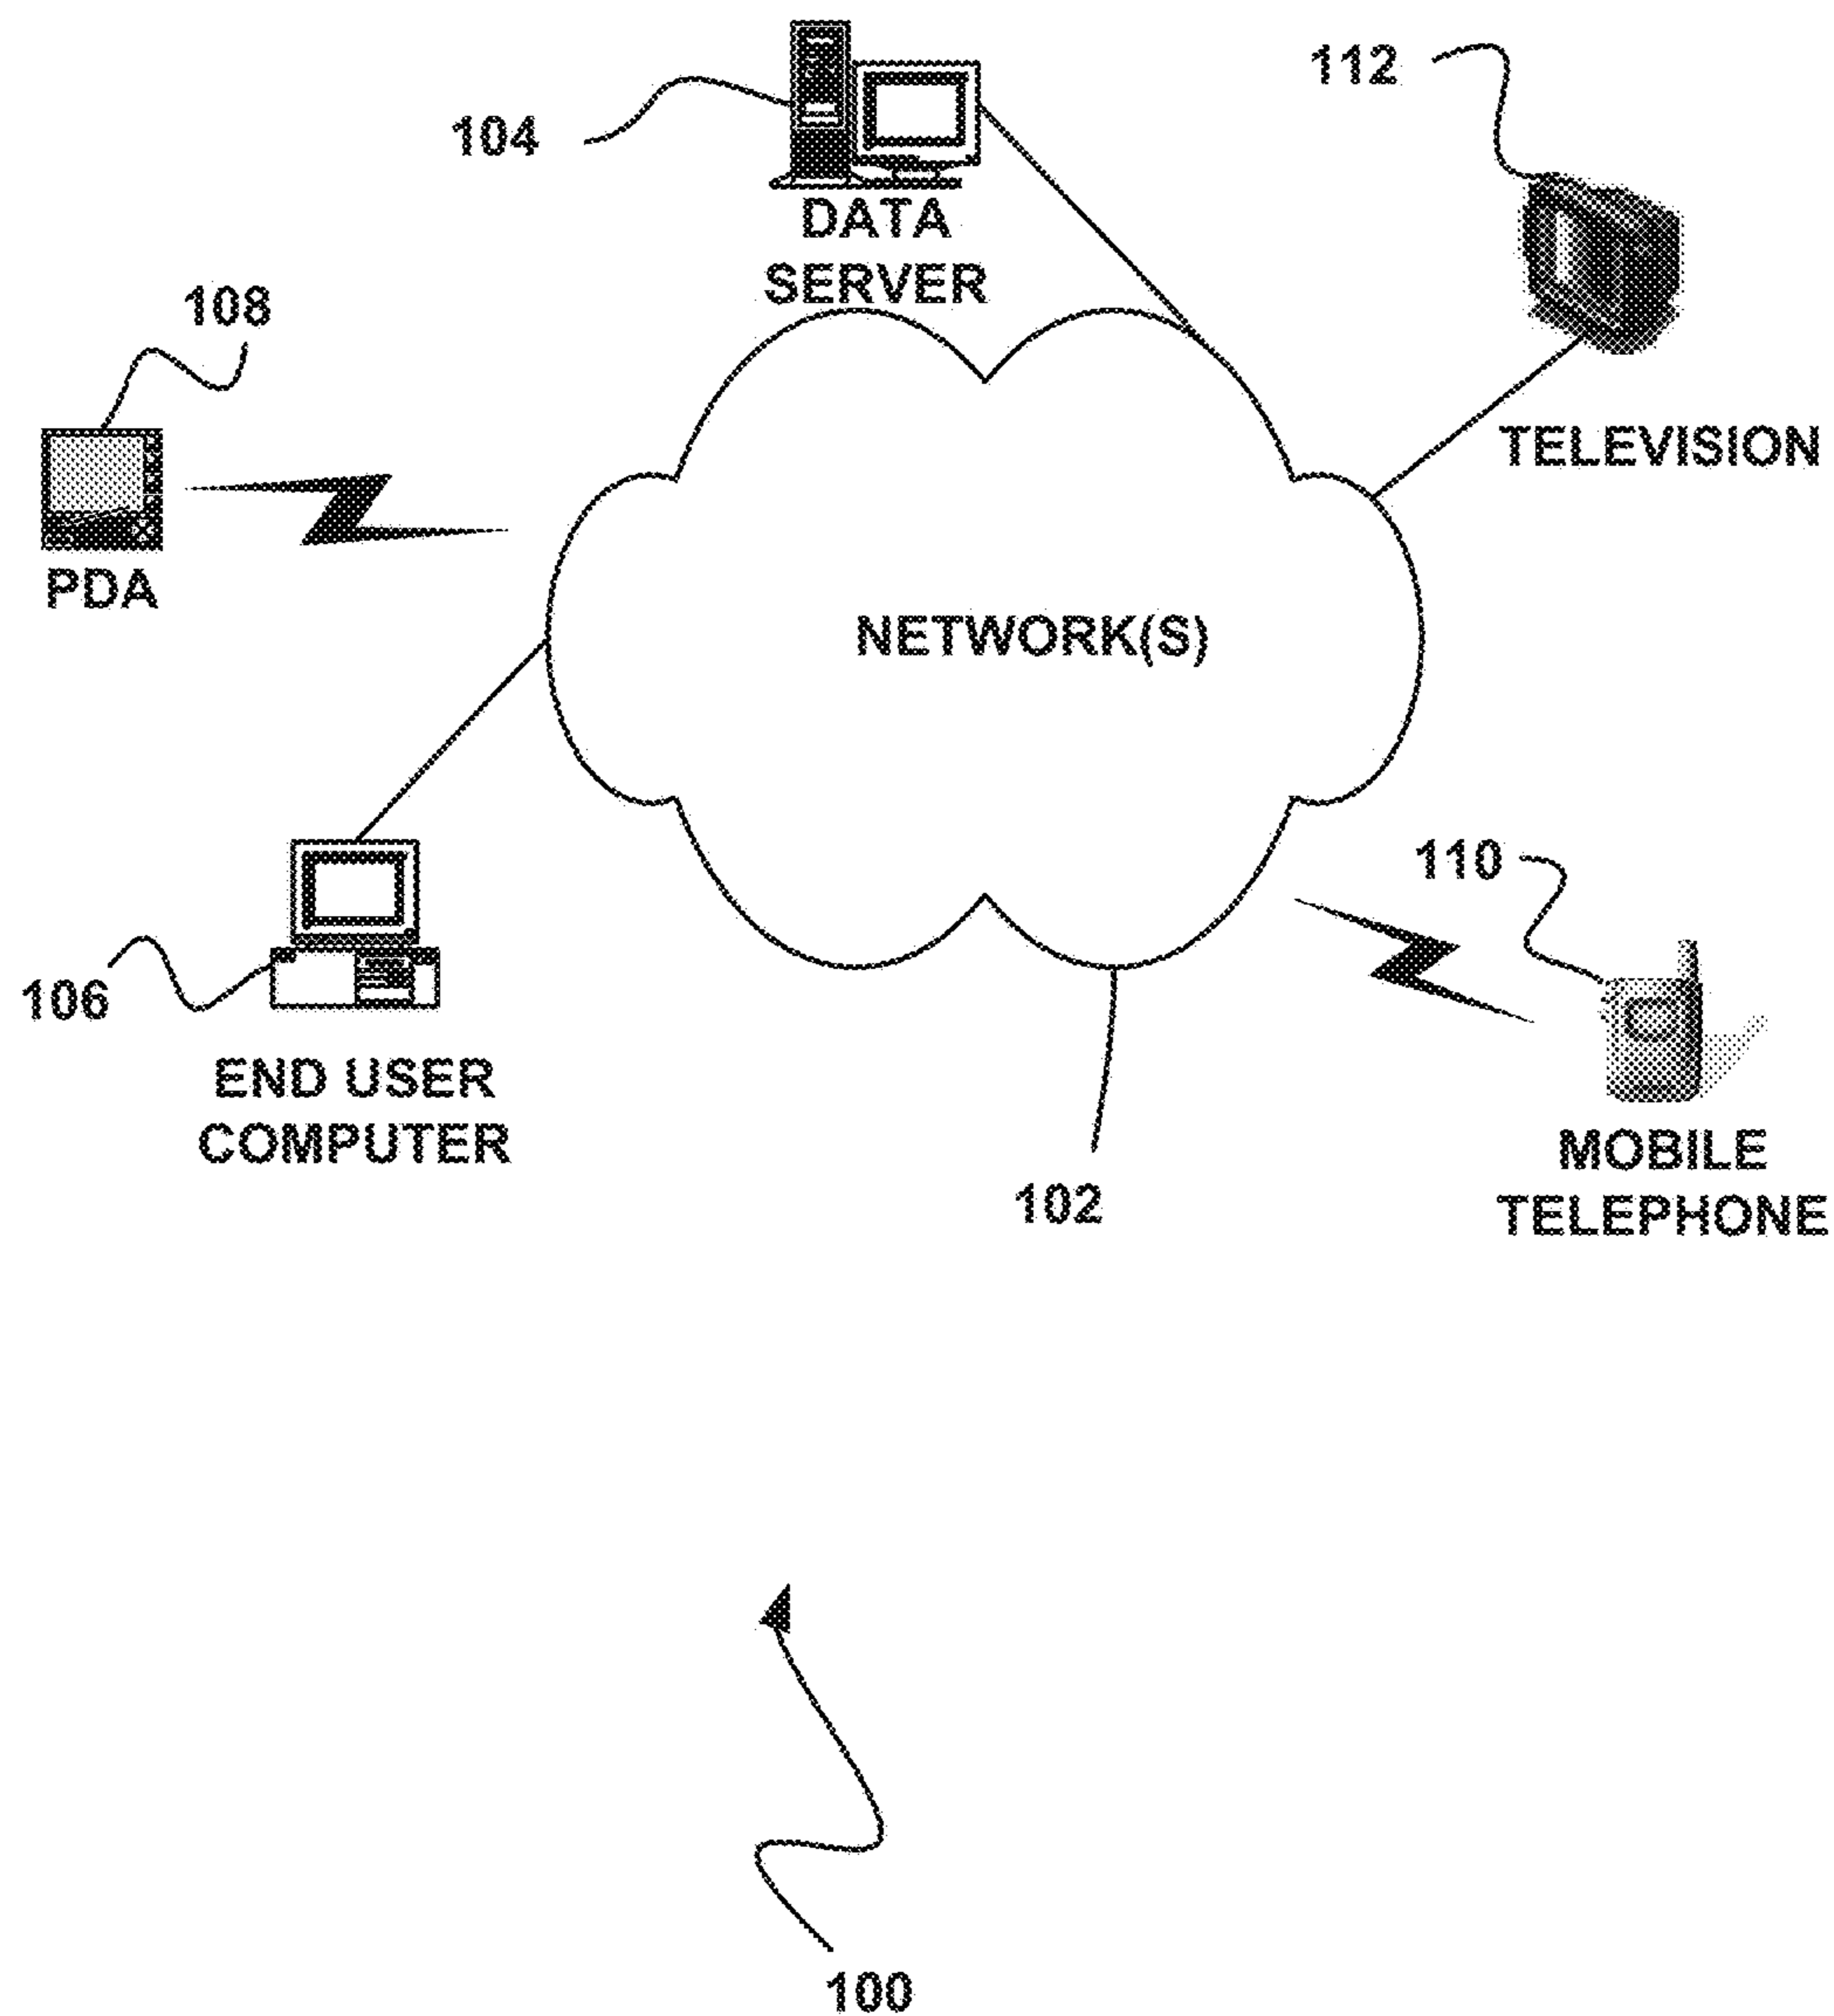 112
104
DATA
SERVER
108
TELEVISION
PDA
NETWORK(S)
110
106
END USER
COMPUTER
MOBILE
TELEPHONE
102
100